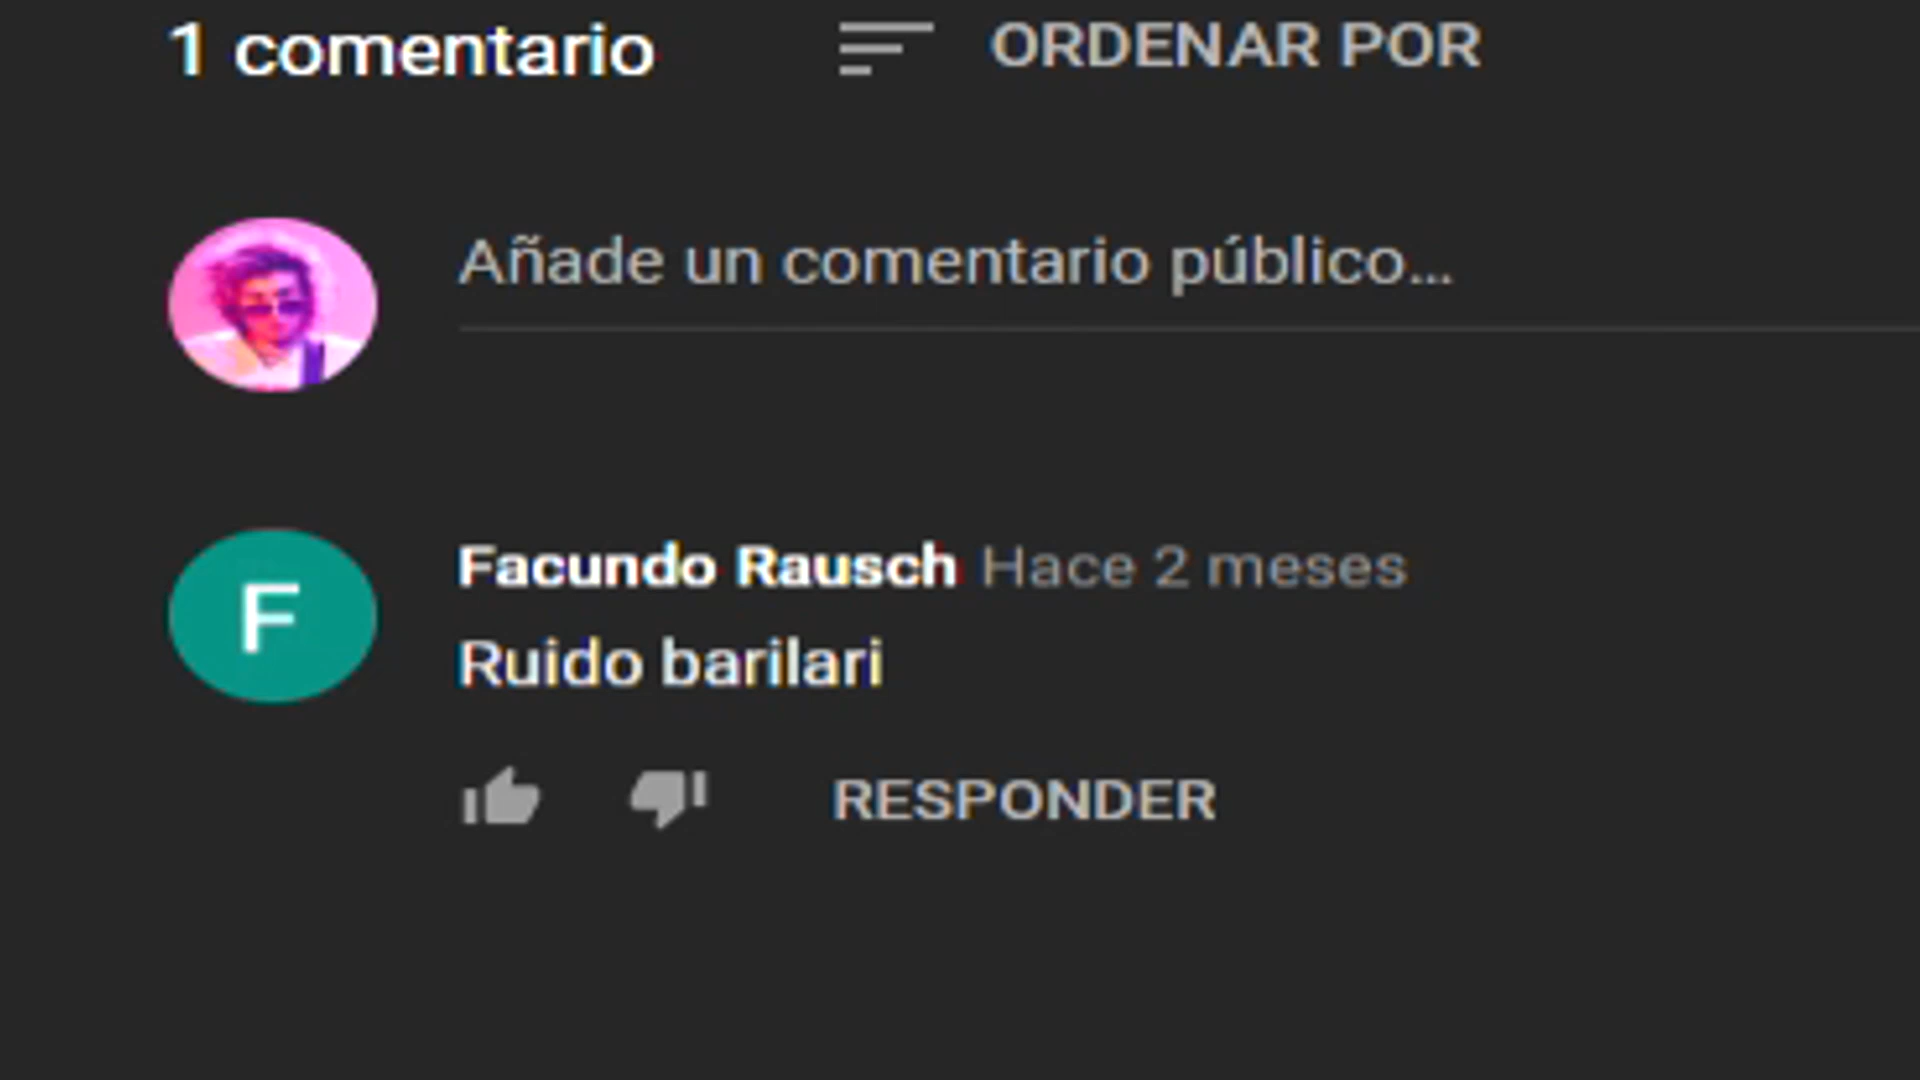 1 comentario
ORDENAR POR
Añade un comentario público...
F
Facundo Rausch Hace 2 meses
Ruido barilari
RESPONDER